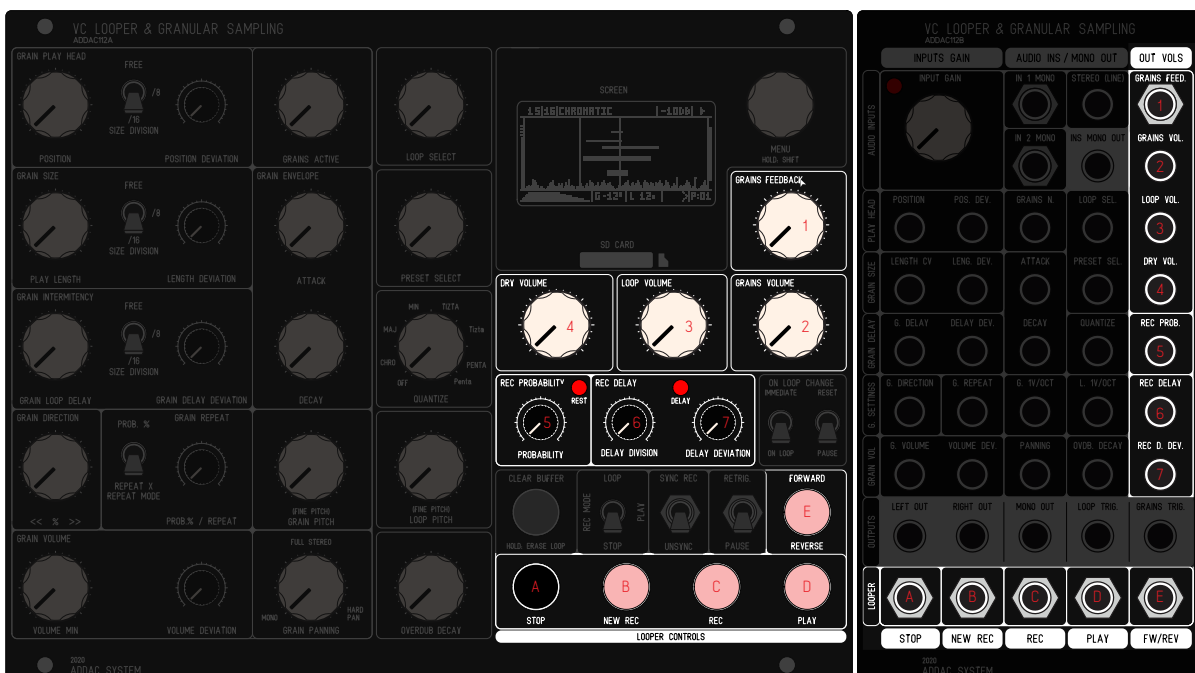 VC LOOPER & GRANULAR SAMPLING
ADDAC112A
GRAIN PLAY HEAD
FREE
/8
/16
SIZE DIVISION
POSITION
POSITION DEVIATION
GRAINS ACTIVE
LOOP SELECT
SCREEN
15|16|CHROMATIC
|-10DB|
MENU
HOLD: SHIFT
GRAIN SIZE
FREE
/8
/16
SIZE DIVISION
PLAY LENGTH
LENGTH DEVIATION
GRAIN ENVELOPE
ATTACK
PRESET SELECT
SD CARD
GRAINS FEEDBACK
1
GRAIN INTERMITENCY
FREE
/8
/16
SIZE DIVISION
GRAIN LOOP DELAY
GRAIN DELAY DEVIATION
DECAY
MIN
MAJ
CHRO
OFF
PENTA
Penta
QUANTIZE
DRY VOLUME
4
LOOP VOLUME
3
GRAINS VOLUME
2
REC PROBABILITY
REST
5
PROBABILITY
REC DELAY
DELAY
6
7
DELAY DIVISION
DELAY DEVIATION
ON LOOP CHANGE
IMMEDIATE
RESET
ON LOOP
PAUSE
GRAIN DIRECTION
<< % >>
PROB. %
REPEAT X
REPEAT MODE
GRAIN REPEAT
PROB.% / REPEAT
(FINE PITCH)
GRAIN PITCH
(FINE PITCH)
LOOP PITCH
CLEAR BUFFER
HOLD: ERASE LOOP
REC MODE
LOOP
PLAY
STOP
SYNC REC
UNSYNC
RETRIG.
PAUSE
FORWARD
E
REVERSE
GRAIN VOLUME
VOLUME MIN
VOLUME DEVIATION
FULL STEREO
MONO
HARD
PAN
GRAIN PANNING
OVERDUB DECAY
A
STOP
B
NEW REC
C
REC
D
PLAY
LOOPER CONTROLS
2020
ADDAC SYSTEM
VC LOOPER & GRANULAR SAMPLING
ADDAC112B
INPUTS GAIN
AUDIO INS / MONO OUT
OUT VOLS
AUDIO INPUTS
INPUT GAIN
IN 1 MONO
STEREO (LINE)
GRAINS FEED.
1
IN 2 MONO
INS MONO OUT
GRAINS VOL.
2
PLAY HEAD
POSITION
POS. DEV.
GRAINS N.
LOOP SEL.
LOOP VOL.
3
GRAIN SIZE
LENGTH CV
LENG. DEV.
ATTACK
PRESET SEL.
DRY VOL.
4
GRAIN DELAY
G. DELAY
DELAY DEV.
DECAY
QUANTIZE
REC PROB.
5
G. SETTINGS
G. DIRECTION
G. REPEAT
G. 1V/OCT
L. 1V/OCT
REC DELAY
6
GRAIN VOL
G. VOLUME
VOLUME DEV.
PANNING
OVDB. DECAY
REC D. DEV.
7
OUTPUTS
LEFT OUT
RIGHT OUT
MONO OUT
LOOP TRIG.
GRAINS TRIG.
LOOPER
A
B
C
D
E
STOP
NEW REC
REC
PLAY
FW/REV
2020
ADDAC SYSTEM